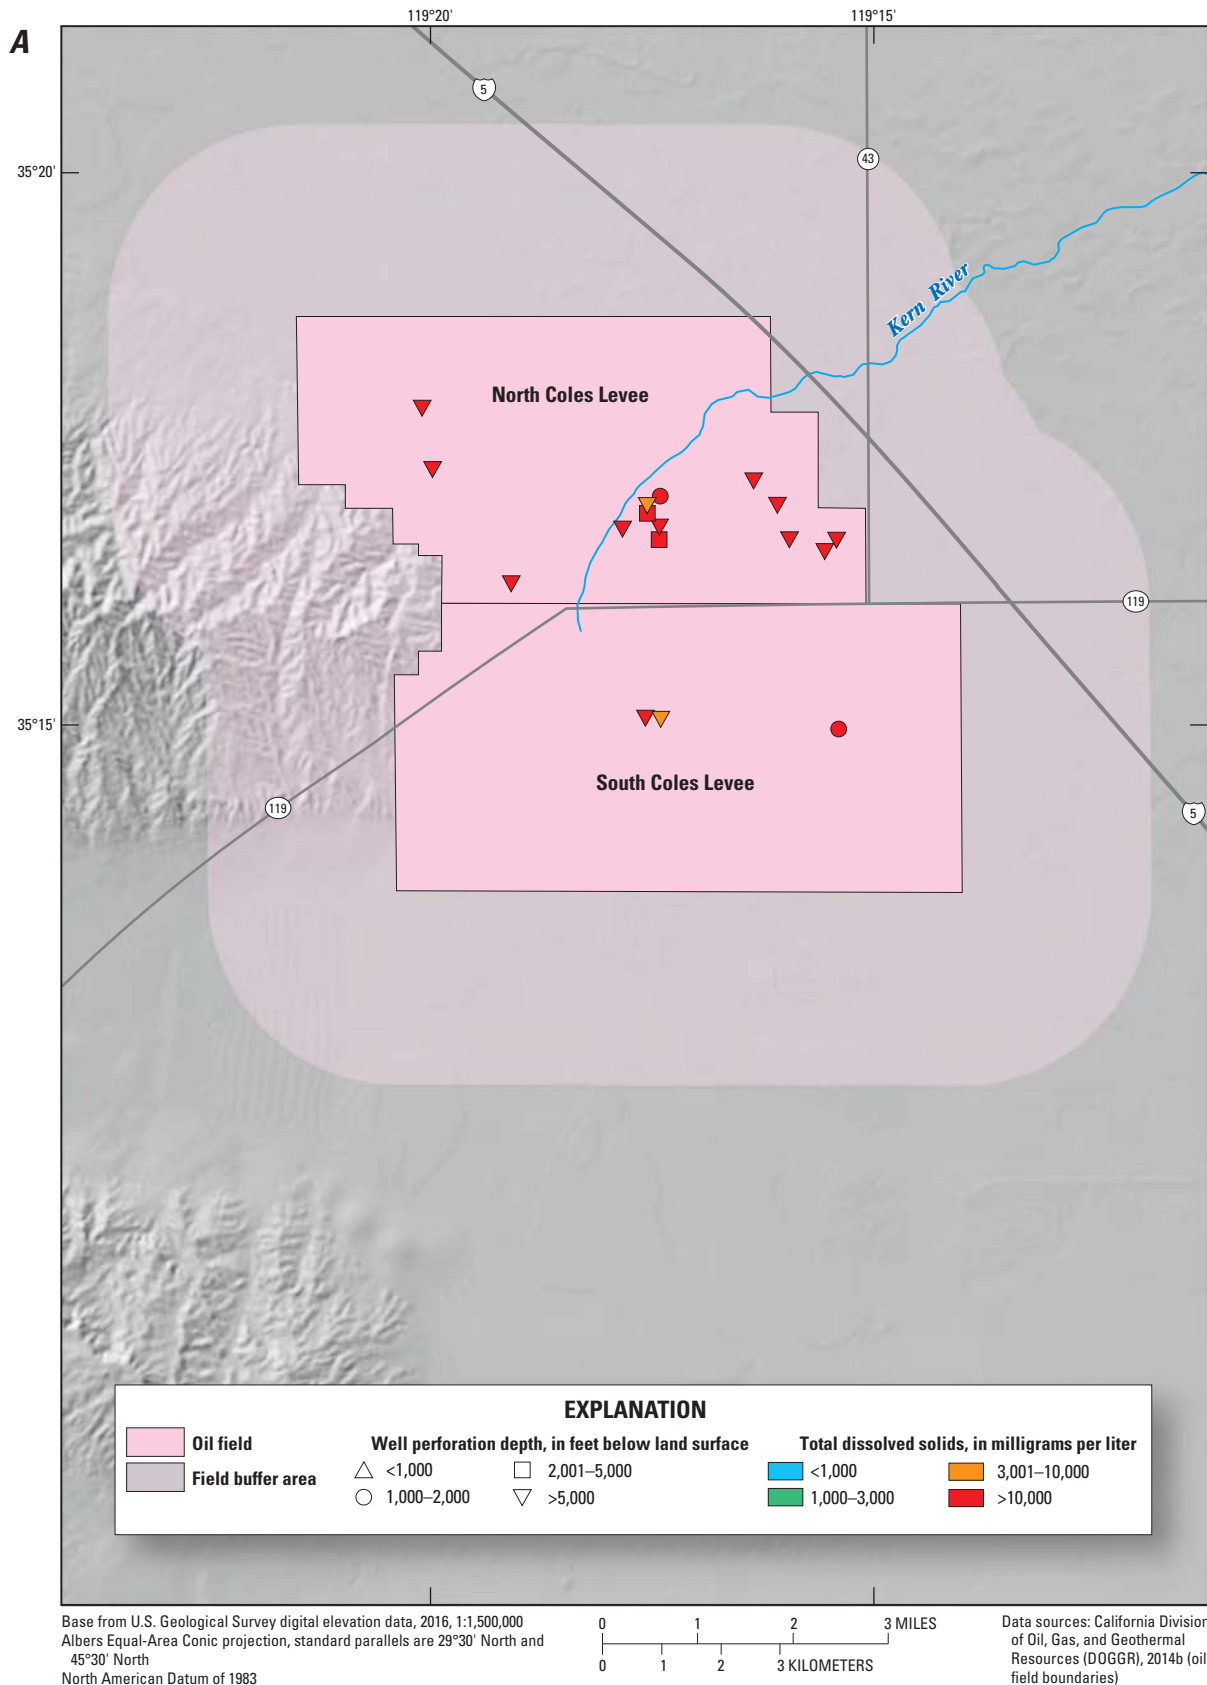 A
119°20'
119°15'
5
43
35°20'
Kern River
North Coles Levee
119
35°15'
South Coles Levee
119
5
EXPLANATION
Oil field
Field buffer area
Well perforation depth, in feet below land surface
<1,000
2,001–5,000
1,000–2,000
>5,000
Total dissolved solids, in milligrams per liter
<1,000
3,001–10,000
1,000–3,000
>10,000
Base from U.S. Geological Survey digital elevation data, 2016, 1:1,500,000
Albers Equal-Area Conic projection, standard parallels are 29°30' North and
45°30' North
North American Datum of 1983
0 1 2 3 MILES
0 1 2 3 KILOMETERS
Data sources: California Division
of Oil, Gas, and Geothermal
Resources (DOGGR), 2014b (oil
field boundaries)